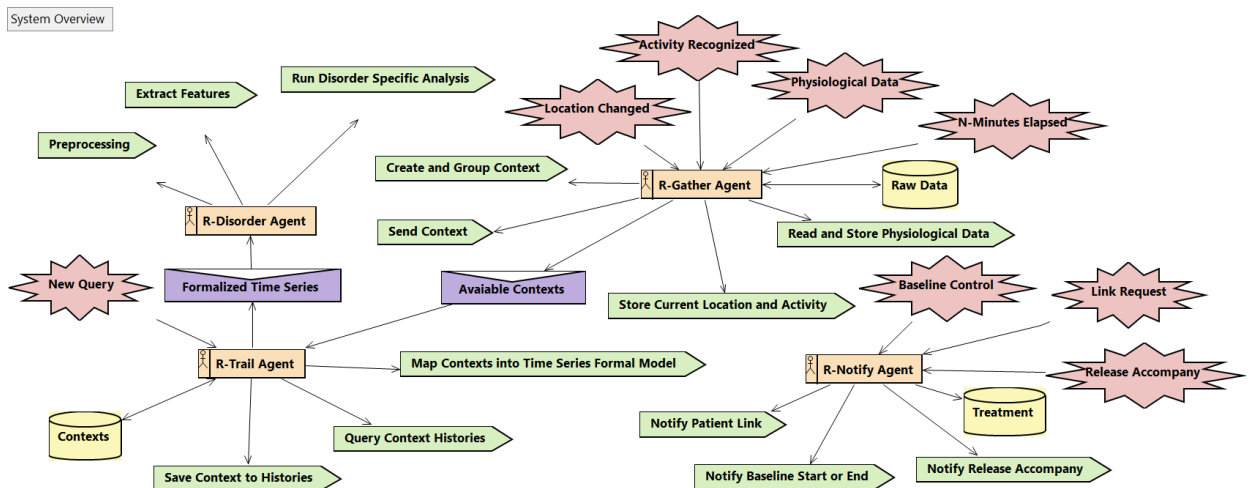 System Overview
Activity Recognized
Run Disorder Specific Analysis
Physiological Data
Extract Features
Location Changed
N-Minutes Elapsed
Preprocessing
Create and Group Context
R-Gather Agent
Raw Data
R-Disorder Agent
Send Context
Read and Store Physiological Data
New Query
Formalized Time Series
Avaiable Contexts
Baseline Control
Link Request
Store Current Location and Activity
R-Trail Agent
Map Contexts into Time Series Formal Model
R-Notify Agent
Release Accompany
Contexts
Query Context Histories
Notify Patient Link
Treatment
Save Context to Histories
Notify Baseline Start or End
Notify Release Accompany